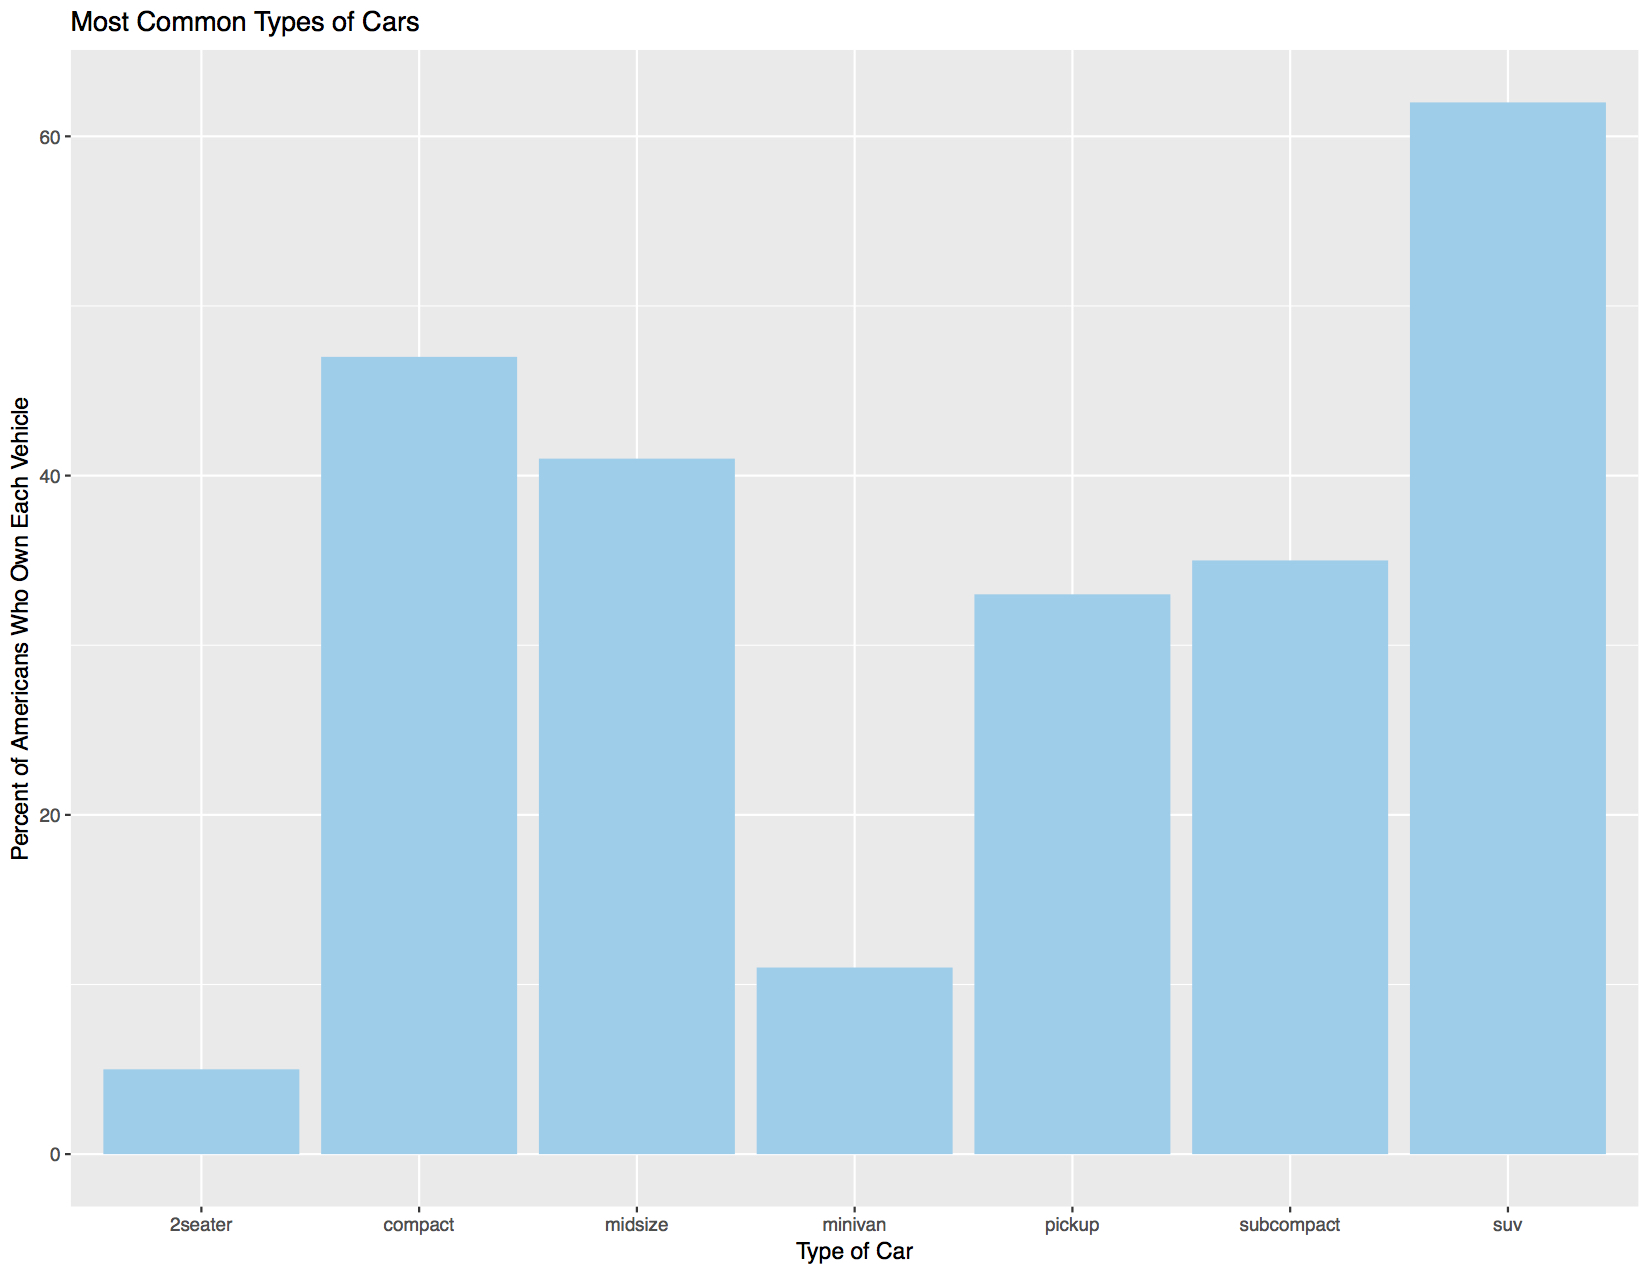 Most Common Types of Cars
Percent of Americans Who Own Each Vehicle
60
40
20
0
2seater
compact
midsize
minivan
pickup
subcompact
suv
Type of Car